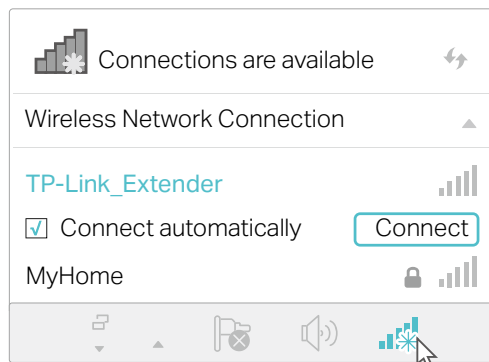 Connections are available
Wireless Network Connection
TP-Link_Extender
Connect automatically Connect
MyHome